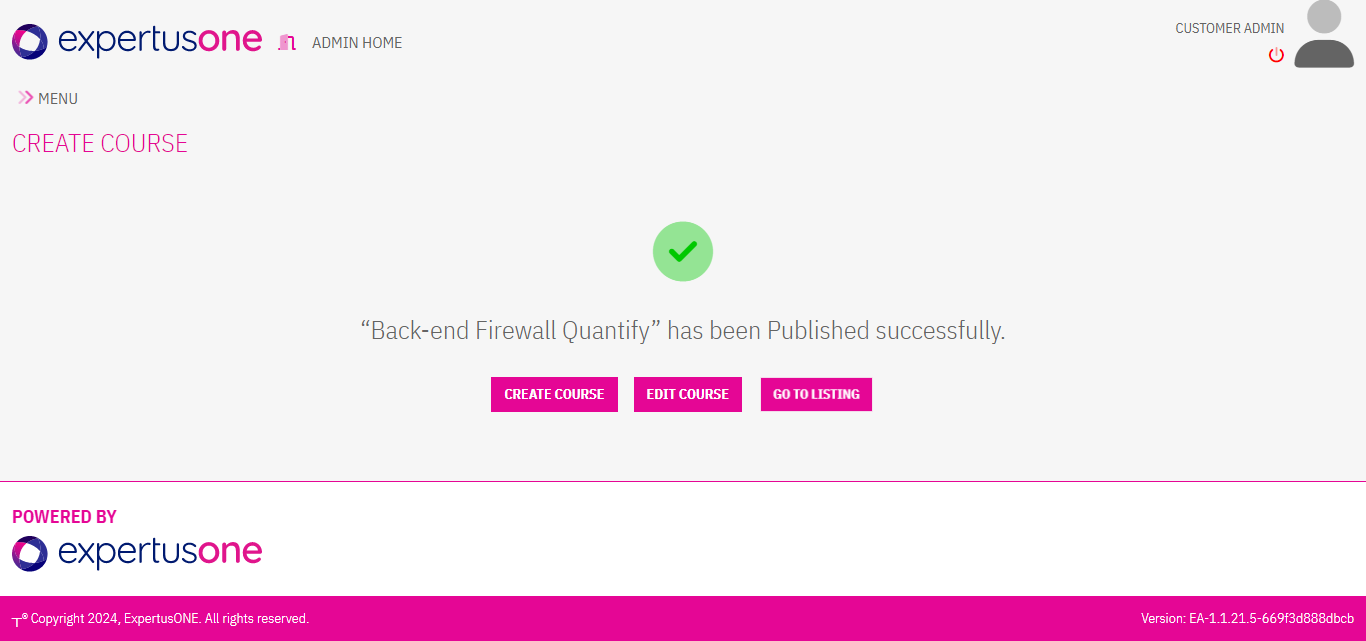 expertusone
ADMIN HOME
CUSTOMER ADMIN
MENU
CREATE COURSE
“Back-end Firewall Quantify” has been Published successfully.
CREATE COURSE
EDIT COURSE
GO TO LISTING
POWERED BY
expertusone
┬® Copyright 2024, ExpertusONE. All rights reserved.
Version: EA-1.1.21.5-669f3d888dbcb